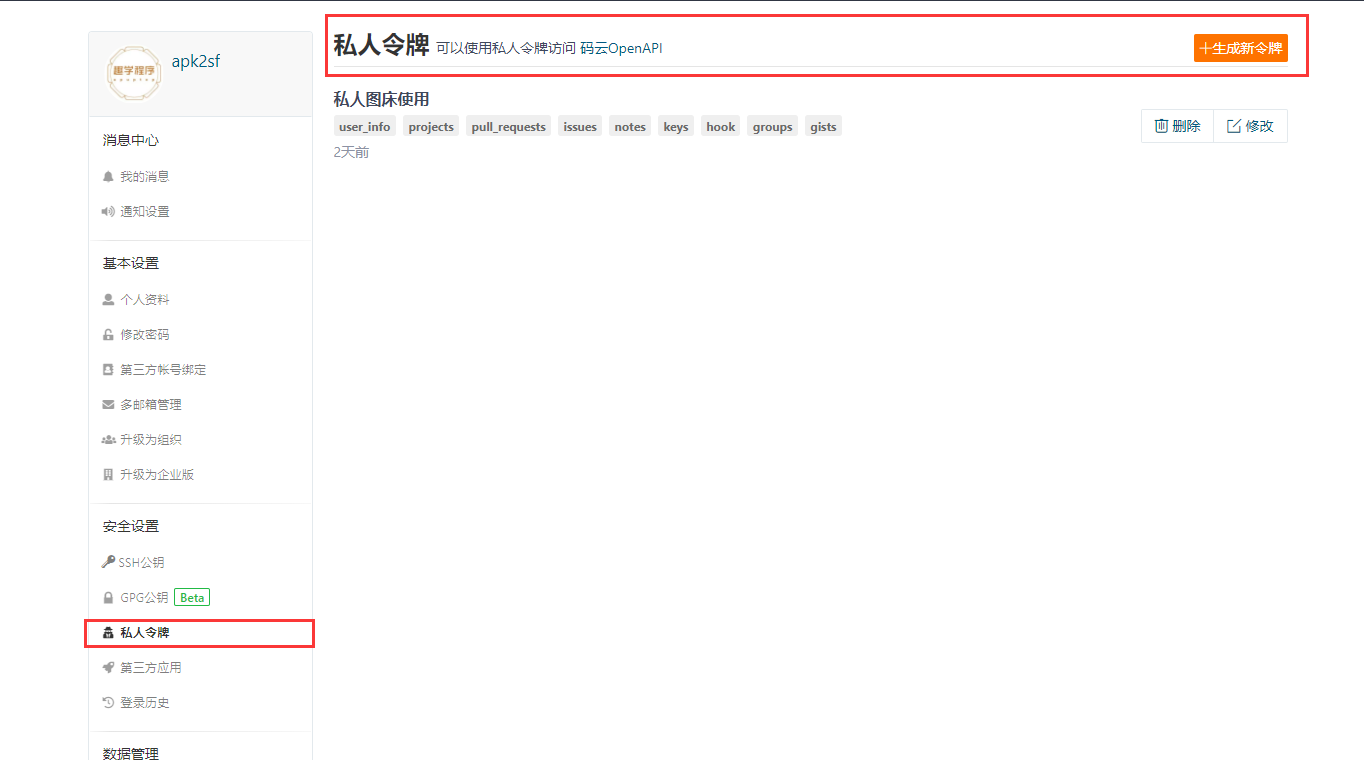 趣学程序
apk2sf
消息中心
我的消息
通知设置
基本设置
个人资料
修改密码
第三方帐号绑定
多邮箱管理
升级为组织
升级为企业版
安全设置
SSH公钥
GPG公钥 Beta
私人令牌
第三方应用
登录历史
数据管理
私人令牌 可以使用私人令牌访问 码云OpenAPI
+生成新令牌
私人图床使用
user_info projects pull_requests issues notes keys hook groups gists
删除 修改
2天前